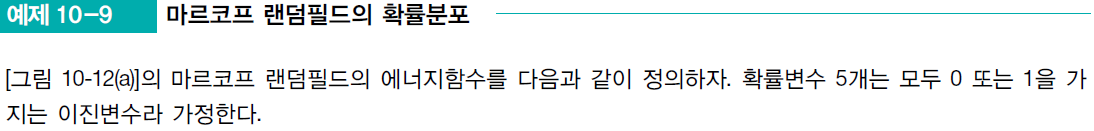 예제 10-9 마르코프 랜덤필드의 확률분포
[그림 10-12(a)]의 마르코프 랜덤필드의 에너지함수를 다음과 같이 정의하자. 확률변수 5개는 모두 0 또는 1을 가
지는 이진변수라 가정한다.